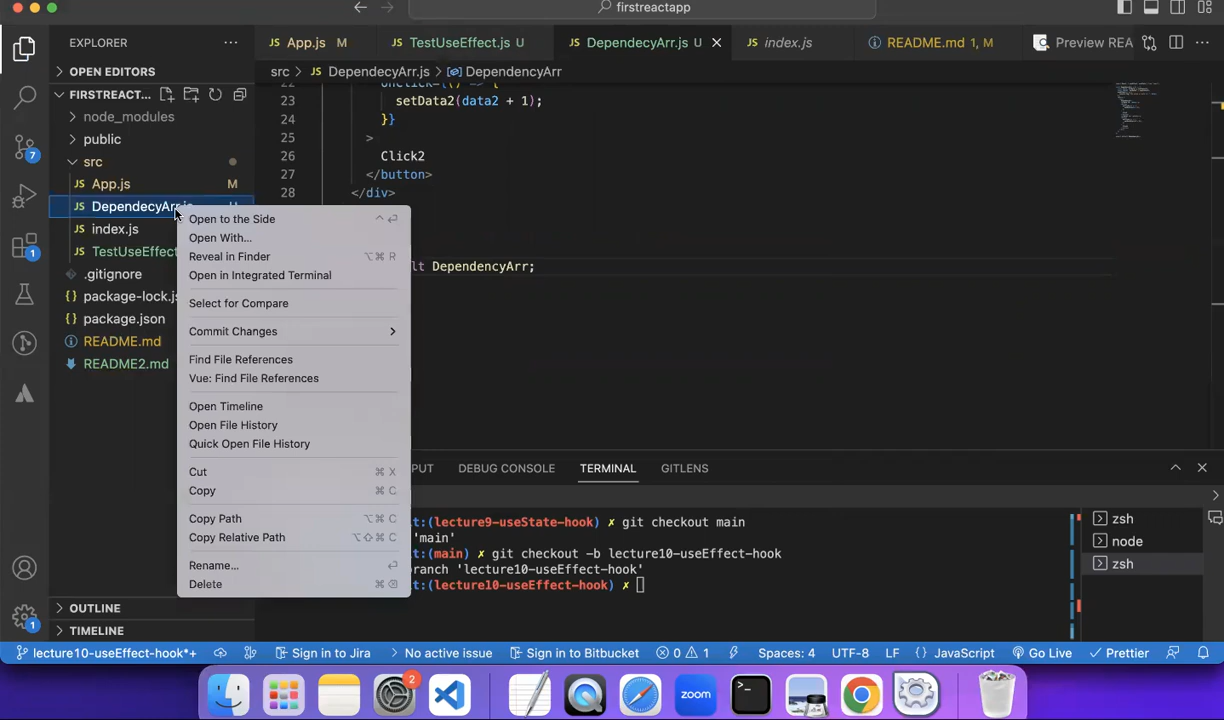 firstreactapp
EXPLORER
App.js M
TestUseEffect.js U
DependecyArr.js U
index.js
README.md 1, M
Preview REA
OPEN EDITORS
src > DependecyArr.js > DependencyArr
FIRSTREACT...
node_modules
public
src
App.js M
DependecyArr.js U
index.js
TestUseEffect
.gitignore
package-lock.js
package.json
README.md
README2.md
OUTLINE
TIMELINE
22 onClick={() => {
23 setData2(data2 + 1);
24 }}
25 >
26 Click2
27 </button>
28 </div>
lt DependencyArr;
Open to the Side
Open With...
Reveal in Finder ⌥⌘ R
Open in Integrated Terminal
Select for Compare
Commit Changes
Find File References
Vue: Find File References
Open Timeline
Open File History
Quick Open File History
Cut ⌘ X
Copy ⌘ C
Copy Path ⌥⌘ C
Copy Relative Path ⌥⇧⌘ C
Rename...
Delete
PUT
DEBUG CONSOLE
TERMINAL
GITLENS
t:(lecture9-useState-hook) ✗ git checkout main
'main'
t:(main) ✗ git checkout -b lecture10-useEffect-hook
ranch 'lecture10-useEffect-hook'
t:(lecture10-useEffect-hook) ✗
zsh
node
zsh
7
1
1
lecture10-useEffect-hook*+
Sign in to Jira
No active issue
Sign in to Bitbucket
0 1
Spaces: 4
UTF-8
LF
{} JavaScript
Go Live
Prettier
2
zoom